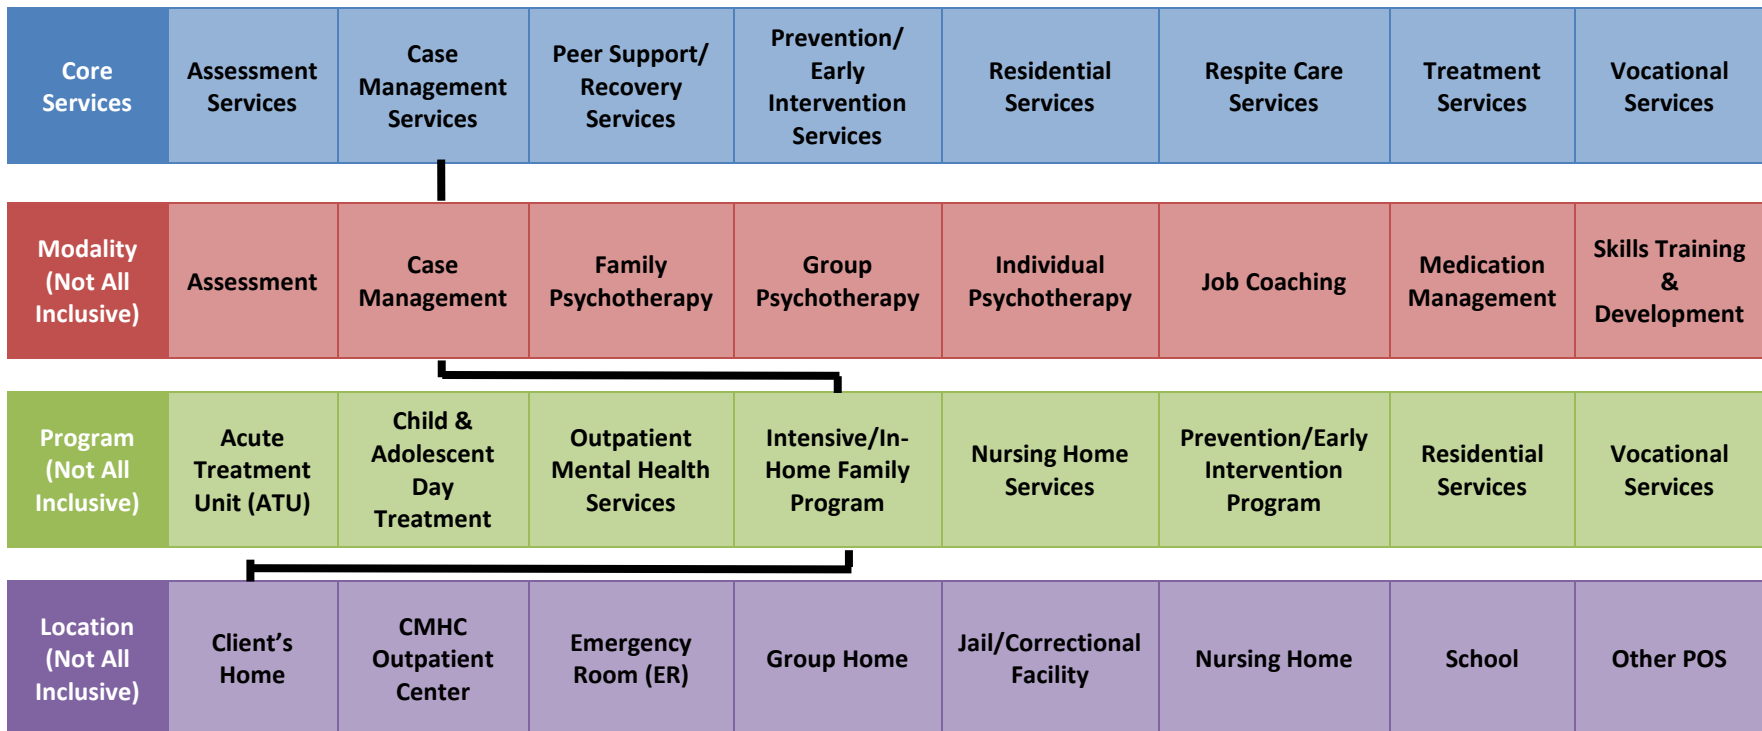 Core
Services
Assessment
Services
Case
Management
Services
Peer Support/
Recovery
Services
Prevention/
Early
Intervention
Services
Residential
Services
Respite Care
Services
Treatment
Services
Vocational
Services
Modality
(Not All
Inclusive)
Assessment
Case
Management
Family
Psychotherapy
Group
Psychotherapy
Individual
Psychotherapy
Job Coaching
Medication
Management
Skills Training
&
Development
Program
(Not All
Inclusive)
Acute
Treatment
Unit (ATU)
Child &
Adolescent
Day
Treatment
Outpatient
Mental Health
Services
Intensive/In-
Home Family
Program
Nursing Home
Services
Prevention/Early
Intervention
Program
Residential
Services
Vocational
Services
Location
(Not All
Inclusive)
Client’s
Home
CMHC
Outpatient
Center
Emergency
Room (ER)
Group Home
Jail/Correctional
Facility
Nursing Home
School
Other POS